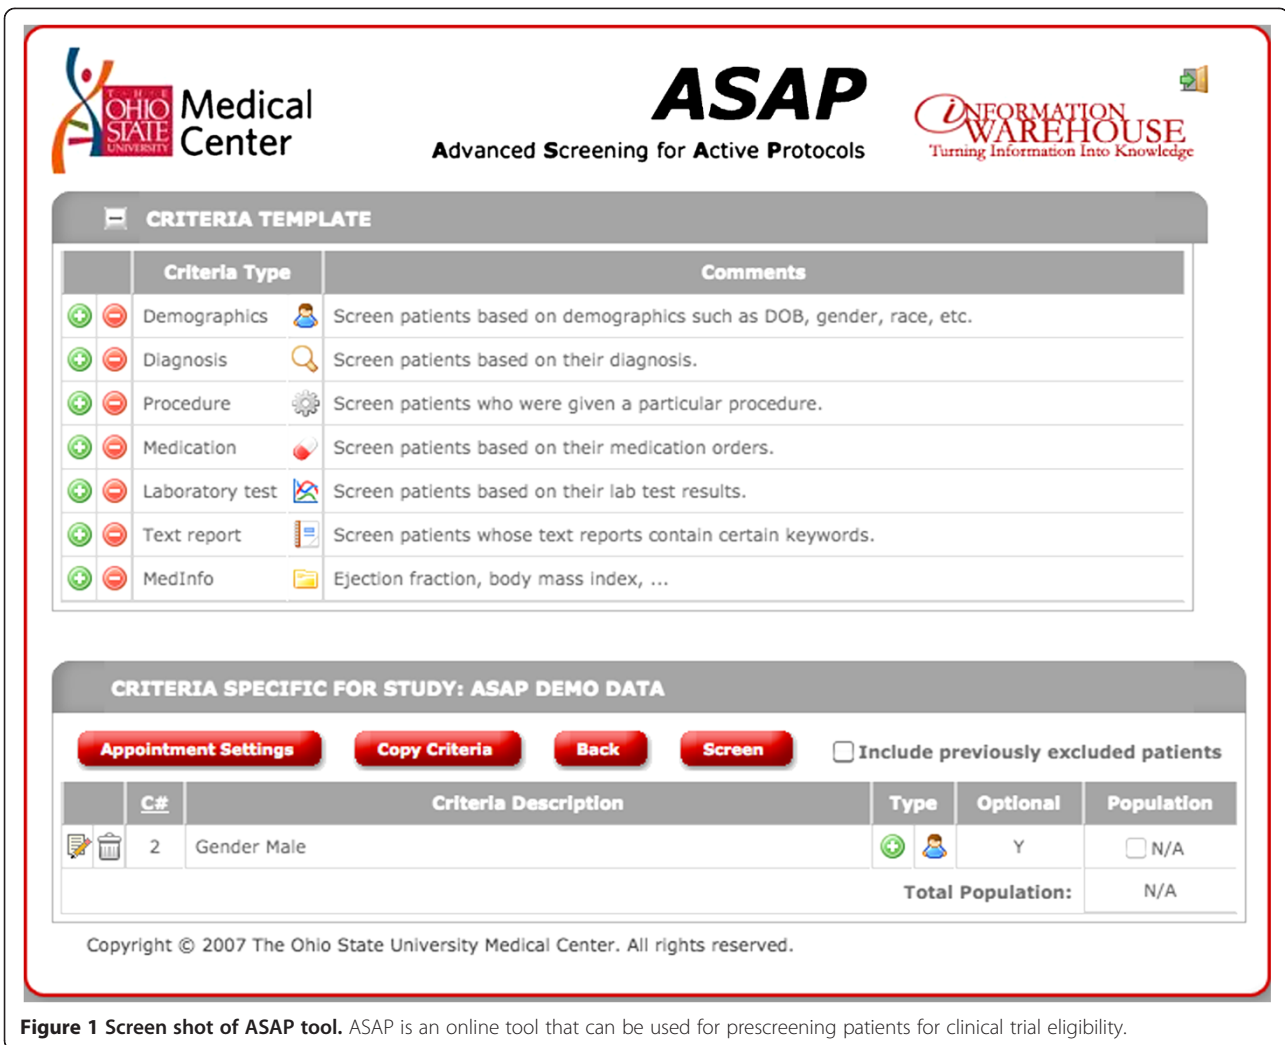 THE
OHIO
STATE
UNIVERSITY
Medical
Center
ASAP
Advanced Screening for Active Protocols
INFORMATION
WAREHOUSE
Turning Information Into Knowledge
CRITERIA TEMPLATE
Criteria Type Comments
Demographics Screen patients based on demographics such as DOB, gender, race, etc.
Diagnosis Screen patients based on their diagnosis.
Procedure Screen patients who were given a particular procedure.
Medication Screen patients based on their medication orders.
Laboratory test Screen patients based on their lab test results.
Text report Screen patients whose text reports contain certain keywords.
MedInfo Ejection fraction, body mass index, ...
CRITERIA SPECIFIC FOR STUDY: ASAP DEMO DATA
Appointment Settings Copy Criteria Back Screen Include previously excluded patients
C# Criteria Description Type Optional Population
2 Gender Male Y N/A
Total Population: N/A
Copyright © 2007 The Ohio State University Medical Center. All rights reserved.
Figure 1 Screen shot of ASAP tool. ASAP is an online tool that can be used for prescreening patients for clinical trial eligibility.